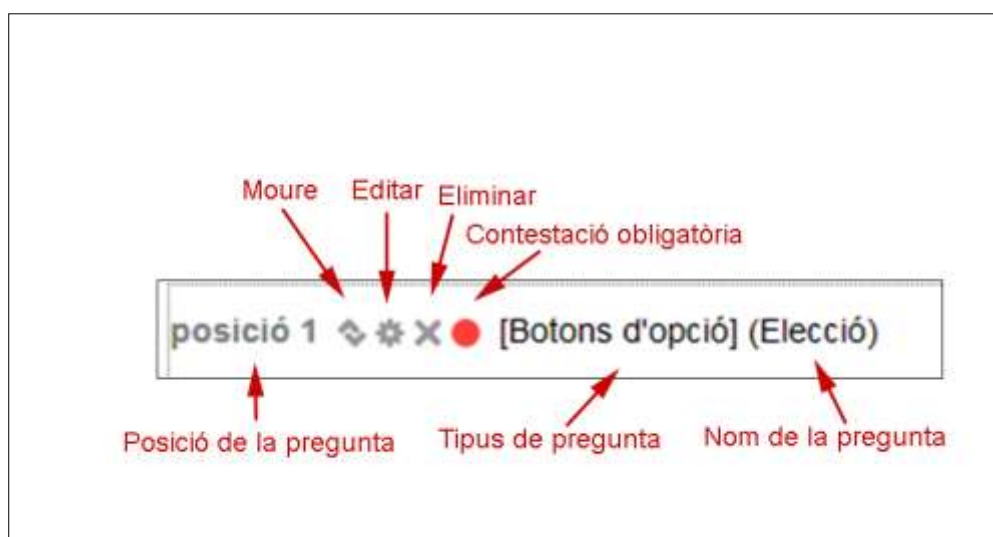 Moure Editar Eliminar
Contestació obligatòria
posició 1 [Botons d'opció] (Elecció)
Posició de la pregunta Tipus de pregunta Nom de la pregunta